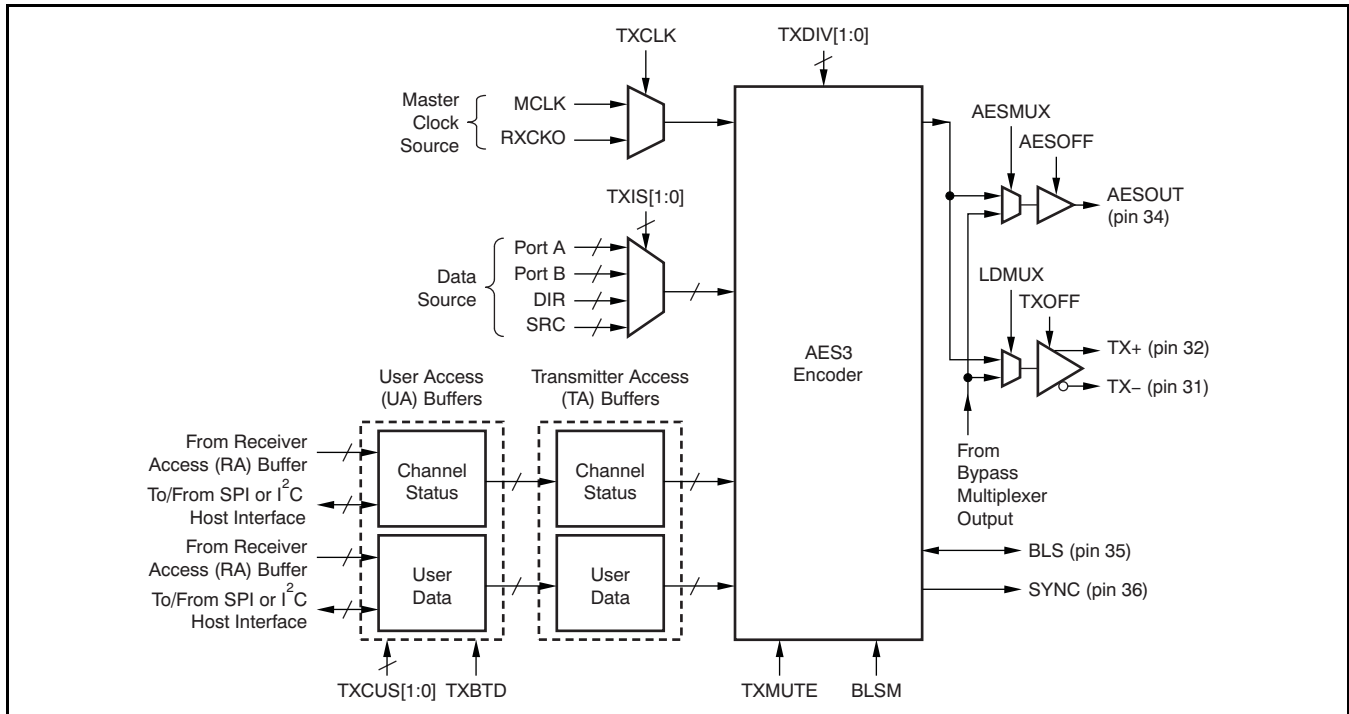 TXCLK
TXDIV[1:0]
Master
Clock
Source
MCLK
RXCKO
AESMUX
AESOFF
AESOUT
(pin 34)
TXIS[1:0]
Data
Source
Port A
Port B
DIR
SRC
LDMUX
TXOFF
TX+ (pin 32)
TX− (pin 31)
AES3
Encoder
User Access
(UA) Buffers
Transmitter Access
(TA) Buffers
From Receiver
Access (RA) Buffer
To/From SPI or I²C
Host Interface
From Receiver
Access (RA) Buffer
To/From SPI or I²C
Host Interface
Channel
Status
Channel
Status
User
Data
User
Data
From
Bypass
Multiplexer
Output
BLS (pin 35)
SYNC (pin 36)
TXCUS[1:0]
TXBTD
TXMUTE
BLSM